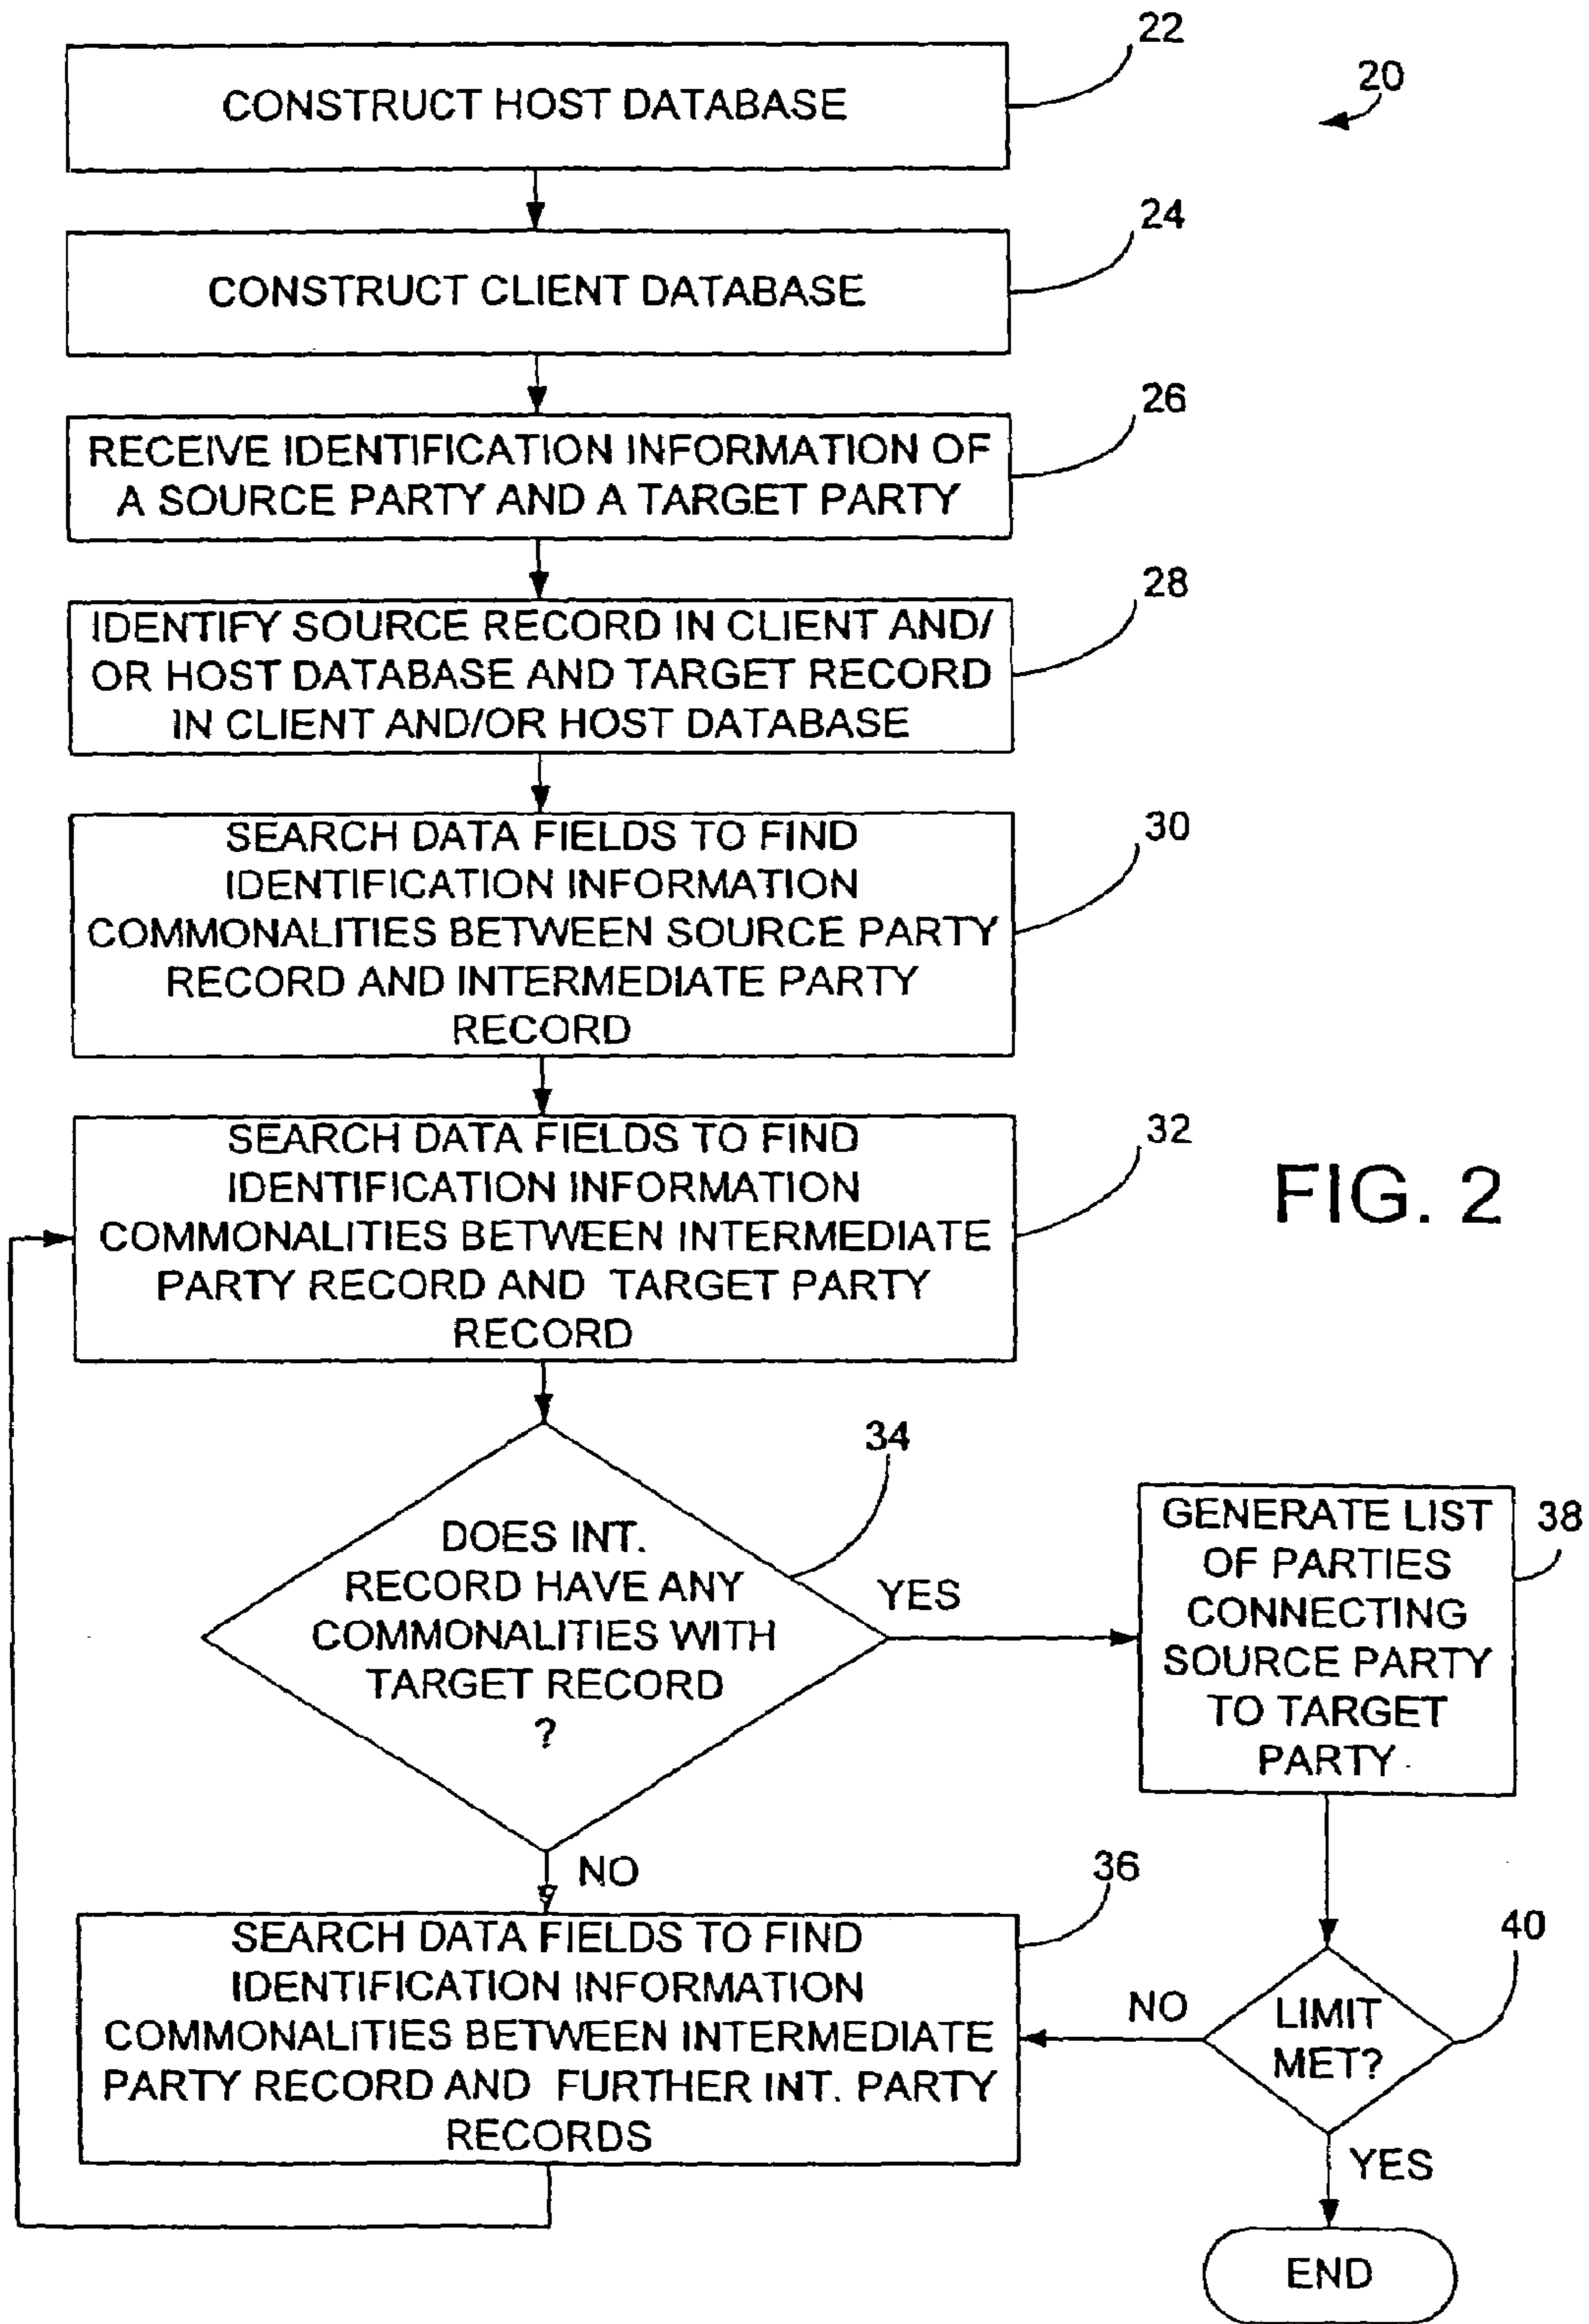 22
20
CONSTRUCT HOST DATABASE
24
CONSTRUCT CLIENT DATABASE
26
RECEIVE IDENTIFICATION INFORMATION OF
A SOURCE PARTY AND A TARGET PARTY
28
IDENTIFY SOURCE RECORD IN CLIENT AND/
OR HOST DATABASE AND TARGET RECORD
IN CLIENT AND/OR HOST DATABASE
30
SEARCH DATA FIELDS TO FIND
IDENTIFICATION INFORMATION
COMMONALITIES BETWEEN SOURCE PARTY
RECORD AND INTERMEDIATE PARTY
RECORD
32
SEARCH DATA FIELDS TO FIND
IDENTIFICATION INFORMATION
COMMONALITIES BETWEEN INTERMEDIATE
PARTY RECORD AND TARGET PARTY
RECORD
FIG. 2
34
DOES INT.
RECORD HAVE ANY
COMMONALITIES WITH
TARGET RECORD
?
YES
NO
38
GENERATE LIST
OF PARTIES
CONNECTING
SOURCE PARTY
TO TARGET
PARTY
36
SEARCH DATA FIELDS TO FIND
IDENTIFICATION INFORMATION
COMMONALITIES BETWEEN INTERMEDIATE
PARTY RECORD AND FURTHER INT. PARTY
RECORDS
40
NO
LIMIT
MET?
YES
END